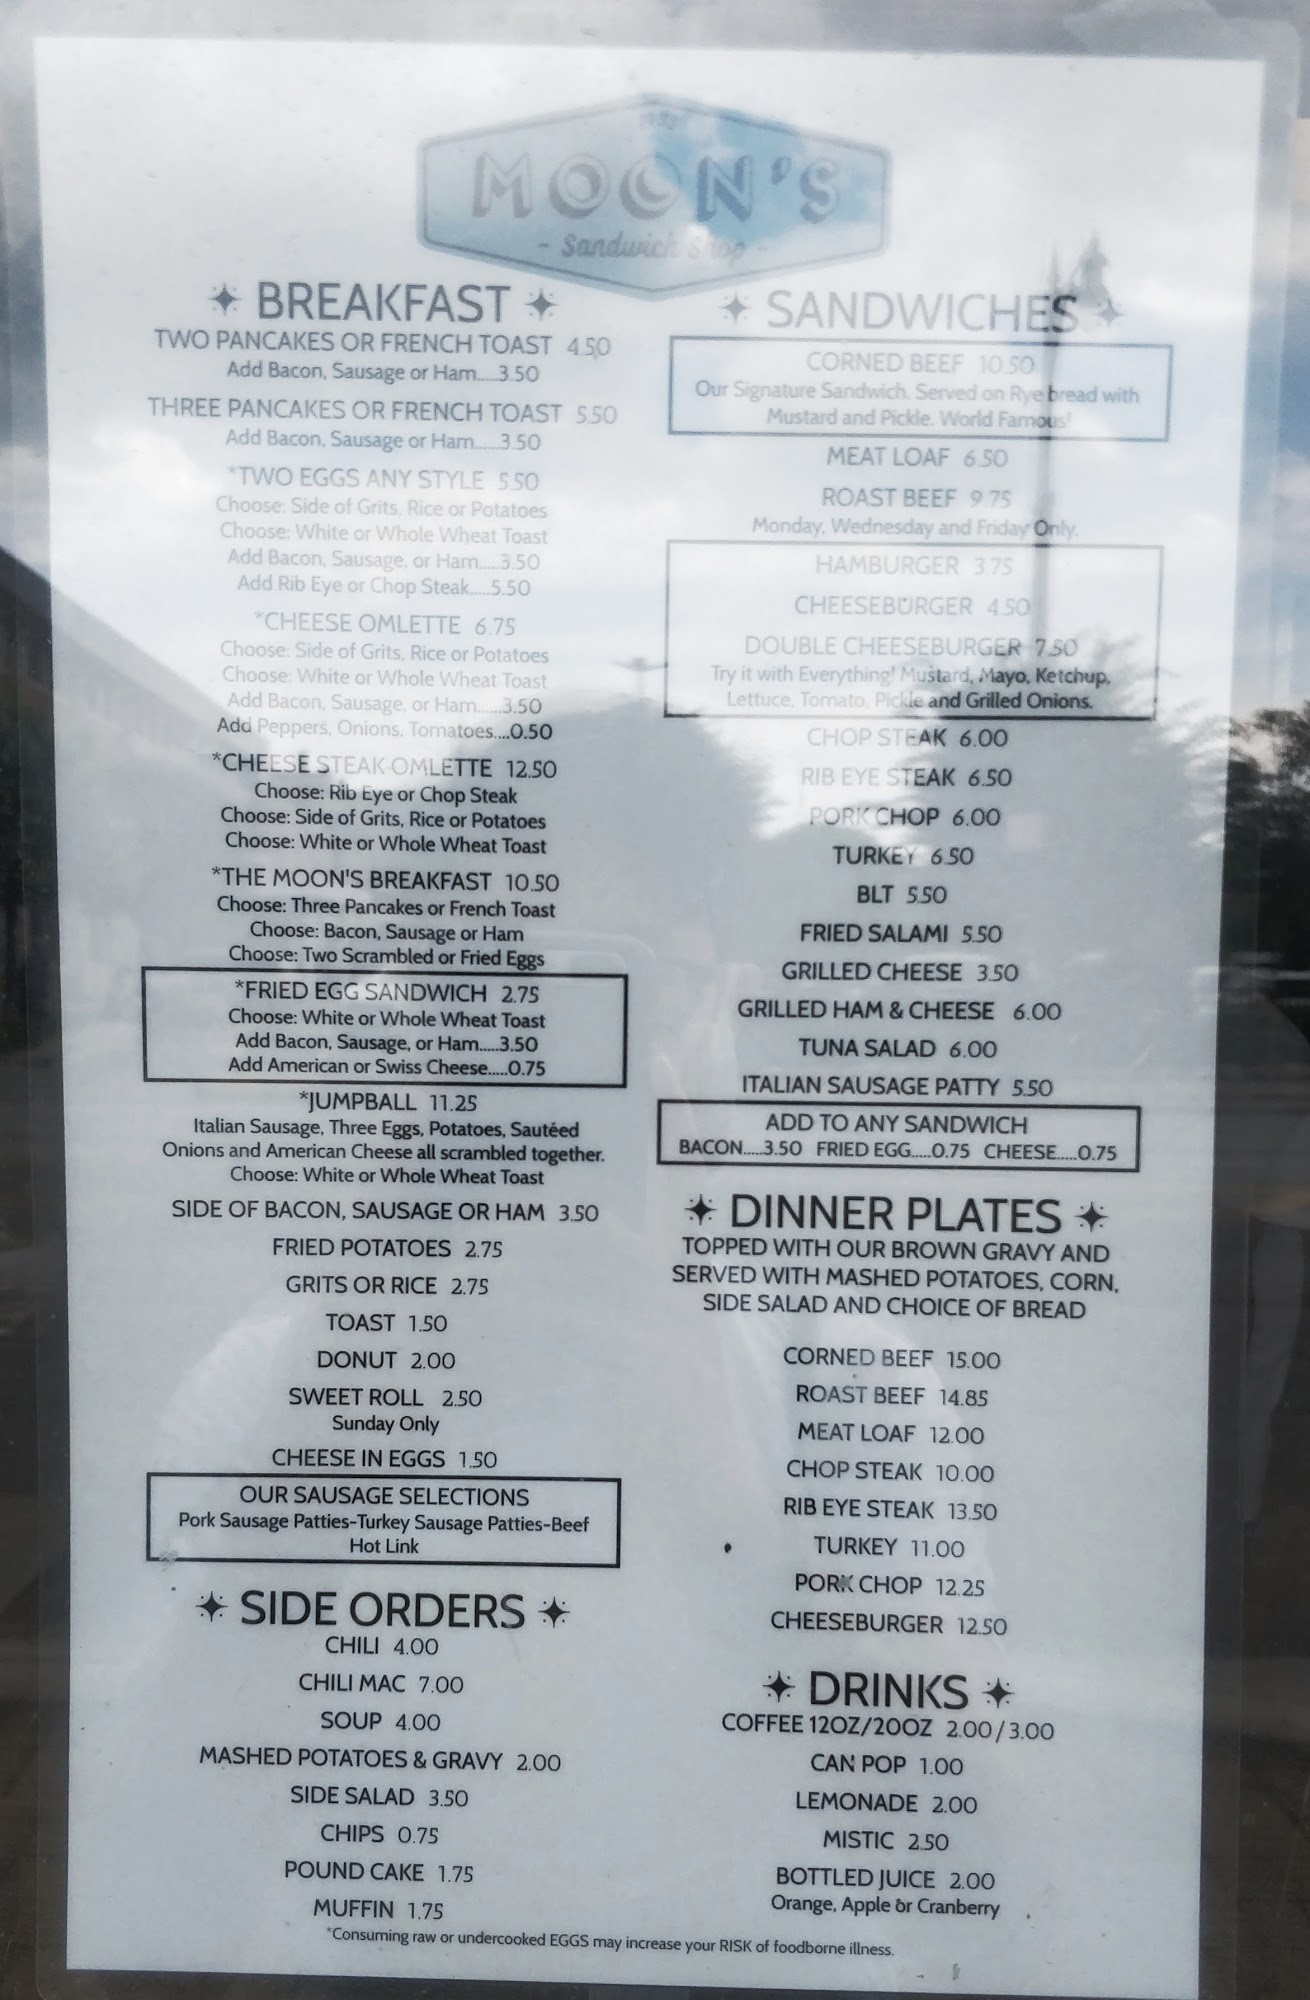 MOON'S
- Sandwich Shop -
BREAKFAST
TWO PANCAKES OR FRENCH TOAST 4.50
Add Bacon, Sausage or Ham.....3.50
THREE PANCAKES OR FRENCH TOAST 5.50
Add Bacon, Sausage or Ham......3.50
*TWO EGGS ANY STYLE 5.50
Choose: Side of Grits, Rice or Potatoes
Choose: White or Whole Wheat Toast
Add Bacon, Sausage, or Ham.....3.50
Add Rib Eye or Chop Steak.....5.50
*CHEESE OMLETTE 6.75
Choose: Side of Grits, Rice or Potatoes
Choose: White or Whole Wheat Toast
Add Bacon, Sausage, or Ham......3.50
Add Peppers, Onions, Tomatoes....0.50
*CHEESE STEAK OMLETTE 12.50
Choose: Rib Eye or Chop Steak
Choose: Side of Grits, Rice or Potatoes
Choose: White or Whole Wheat Toast
*THE MOON'S BREAKFAST 10.50
Choose: Three Pancakes or French Toast
Choose: Bacon, Sausage or Ham
Choose: Two Scrambled or Fried Eggs
*FRIED EGG SANDWICH 2.75
Choose: White or Whole Wheat Toast
Add Bacon, Sausage, or Ham.....3.50
Add American or Swiss Cheese.....0.75
*JUMPBALL 11.25
Italian Sausage, Three Eggs, Potatoes, Sautéed
Onions and American Cheese all scrambled together.
Choose: White or Whole Wheat Toast
SIDE OF BACON, SAUSAGE OR HAM 3.50
FRIED POTATOES 2.75
GRITS OR RICE 2.75
TOAST 1.50
DONUT 2.00
SWEET ROLL 2.50
Sunday Only
CHEESE IN EGGS 1.50
OUR SAUSAGE SELECTIONS
Pork Sausage Patties-Turkey Sausage Patties-Beef
Hot Link
SIDE ORDERS
CHILI 4.00
CHILI MAC 7.00
SOUP 4.00
MASHED POTATOES & GRAVY 2.00
SIDE SALAD 3.50
CHIPS 0.75
POUND CAKE 1.75
MUFFIN 1.75
SANDWICHES
CORNED BEEF 10.50
Our Signature Sandwich. Served on Rye bread with
Mustard and Pickle. World Famous!
MEAT LOAF 6.50
ROAST BEEF 9.75
Monday, Wednesday and Friday Only.
HAMBURGER 3.75
CHEESEBURGER 4.50
DOUBLE CHEESEBURGER 7.50
Try it with Everything! Mustard, Mayo, Ketchup,
Lettuce, Tomato, Pickle and Grilled Onions.
CHOP STEAK 6.00
RIB EYE STEAK 6.50
PORK CHOP 6.00
TURKEY 6.50
BLT 5.50
FRIED SALAMI 5.50
GRILLED CHEESE 3.50
GRILLED HAM & CHEESE 6.00
TUNA SALAD 6.00
ITALIAN SAUSAGE PATTY 5.50
ADD TO ANY SANDWICH
BACON.....3.50 FRIED EGG.....0.75 CHEESE.....0.75
DINNER PLATES
TOPPED WITH OUR BROWN GRAVY AND
SERVED WITH MASHED POTATOES, CORN,
SIDE SALAD AND CHOICE OF BREAD
CORNED BEEF 15.00
ROAST BEEF 14.85
MEAT LOAF 12.00
CHOP STEAK 10.00
RIB EYE STEAK 13.50
TURKEY 11.00
PORK CHOP 12.25
CHEESEBURGER 12.50
DRINKS
COFFEE 12OZ/20OZ 2.00/3.00
CAN POP 1.00
LEMONADE 2.00
MISTIC 2.50
BOTTLED JUICE 2.00
Orange, Apple or Cranberry
*Consuming raw or undercooked EGGS may increase your RISK of foodborne illness.